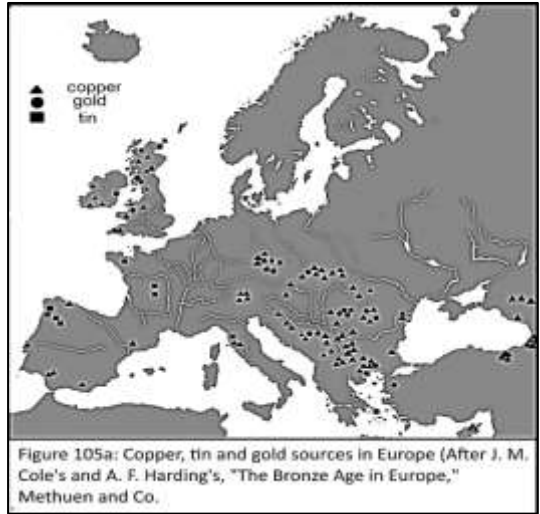 copper
gold
tin
Figure 105a: Copper, tin and gold sources in Europe (After J. M.
Cole's and A. F. Harding's, "The Bronze Age in Europe,"
Methuen and Co.